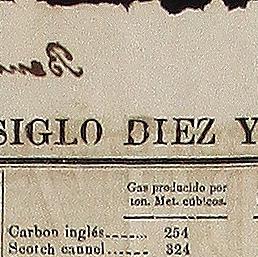 SIGLO DIEZ Y
Gas producido por
ton. Met. cúbicos.
Carbon inglés....... 254
Scotch cannel...... 324